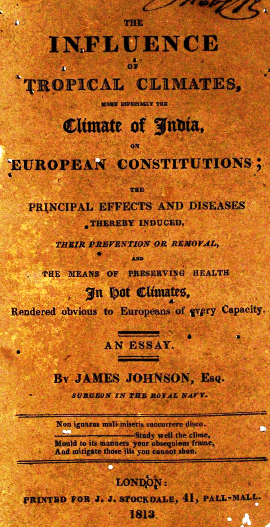 THE
INFLUENCE
OF
TROPICAL CLIMATES,
MORE ESPECIALLY THE
Climate of India,
ON
EUROPEAN CONSTITUTIONS;
THE
PRINCIPAL EFFECTS AND DISEASES
THEREBY INDUCED,
THEIR PREVENTION OR REMOVAL,
AND
THE MEANS OF PRESERVING HEALTH
In Hot Climates,
Rendered obvious to Europeans of every Capacity.
AN ESSAY.
BY JAMES JOHNSON, ESQ.
SURGEON IN THE ROYAL NAVY.
Non ignarus mali miseris succurrere disco.
Study well the clime,
Mould to its manners your obsequious frame,
And mitigate those ills you cannot shun.
LONDON:
PRINTED FOR J. J. STOCKDALE, 41, PALL-MALL.
1813